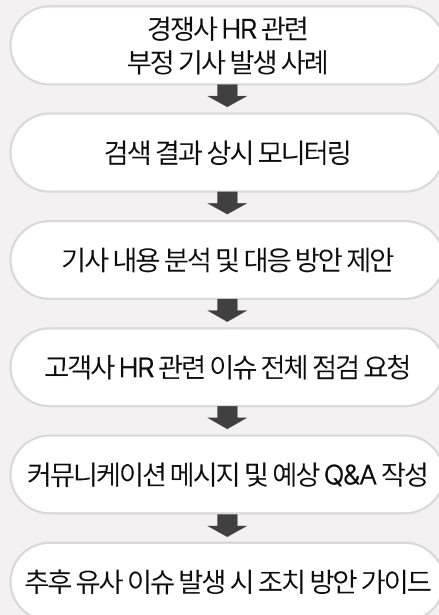 경쟁사 HR 관련
부정 기사 발생 사례
검색 결과 상시 모니터링
기사 내용 분석 및 대응 방안 제안
고객사 HR 관련 이슈 전체 점검 요청
커뮤니케이션 메시지 및 예상 Q&A 작성
추후 유사 이슈 발생 시 조치 방안 가이드